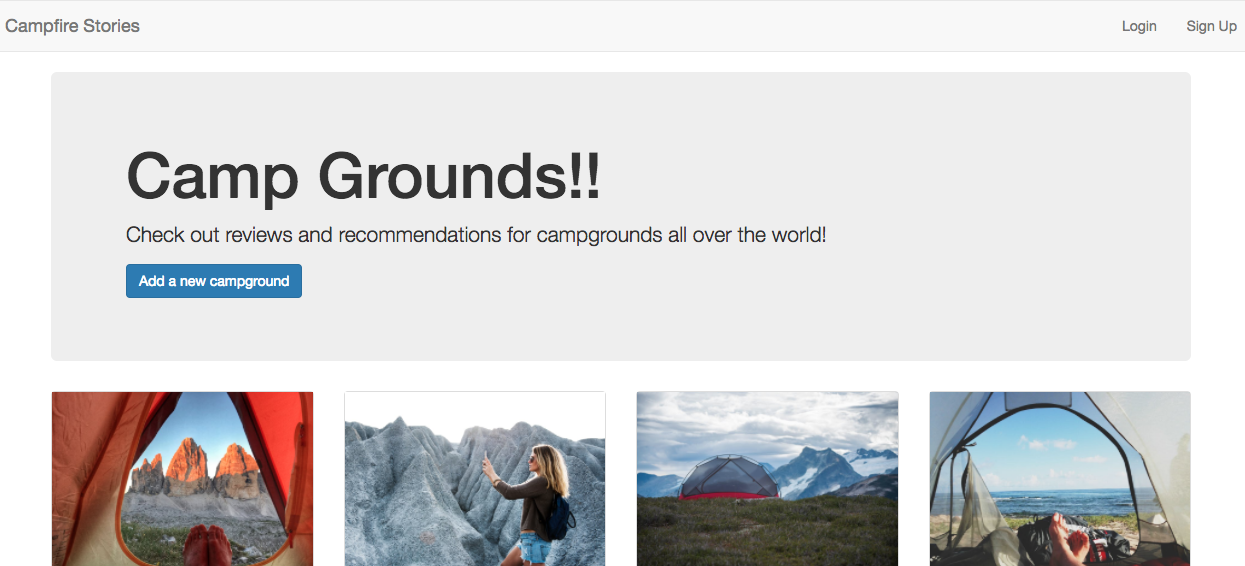 Campfire Stories
Login
Sign Up
Camp Grounds!!
Check out reviews and recommendations for campgrounds all over the world!
Add a new campground